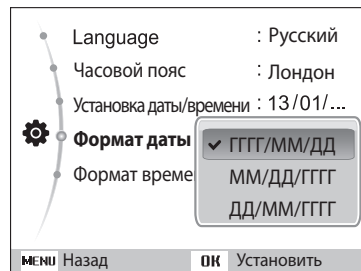 Language : Русский
Часовой пояс : Лондон
Установка даты/времени : 13/01/...
Формат даты ГГГГ/ММ/ДД
ММ/ДД/ГГГГ
Формат време
ДД/ММ/ГГГГ
MENU Назад OK Установить